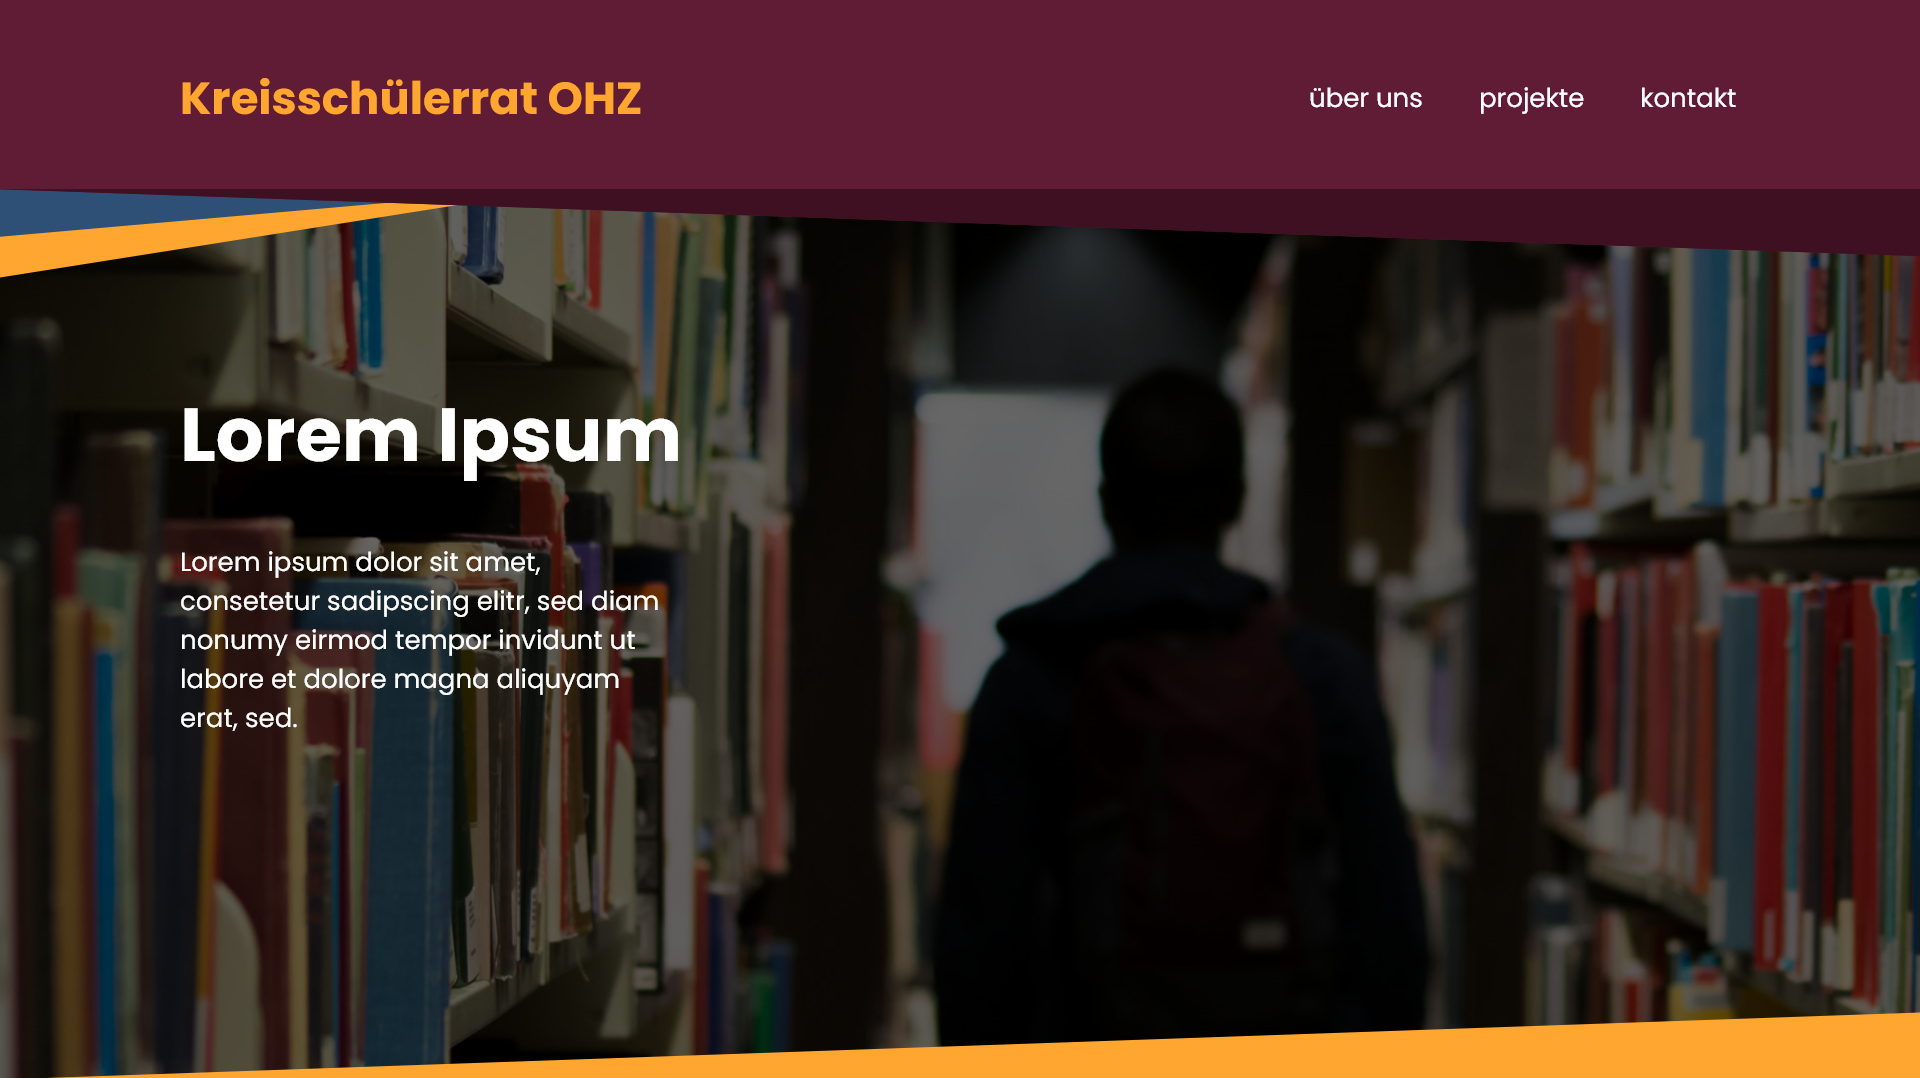 Kreisschülerrat OHZ
über uns projekte kontakt
Lorem Ipsum
Lorem ipsum dolor sit amet,
consetetur sadipscing elitr, sed diam
nonumy eirmod tempor invidunt ut
labore et dolore magna aliquyam
erat, sed.